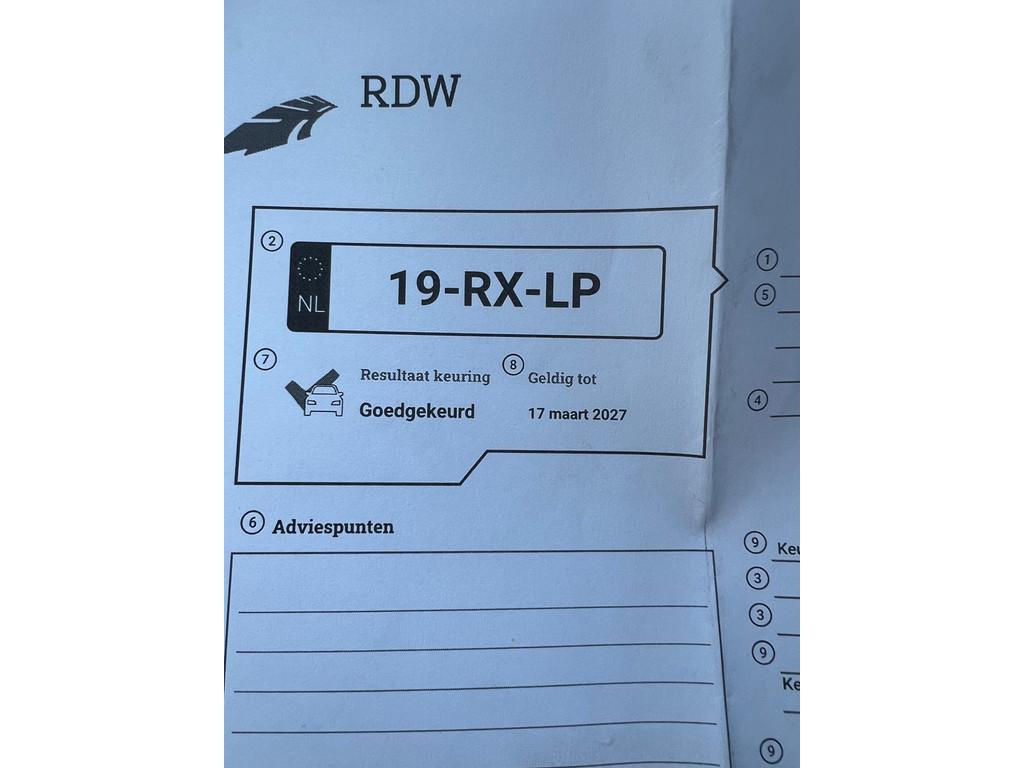 RDW
2
NL
19-RX-LP
7
Resultaat keuring
Goedgekeurd
8
Geldig tot
17 maart 2027
6 Adviespunten
1
5
4
9
3
3
9
9